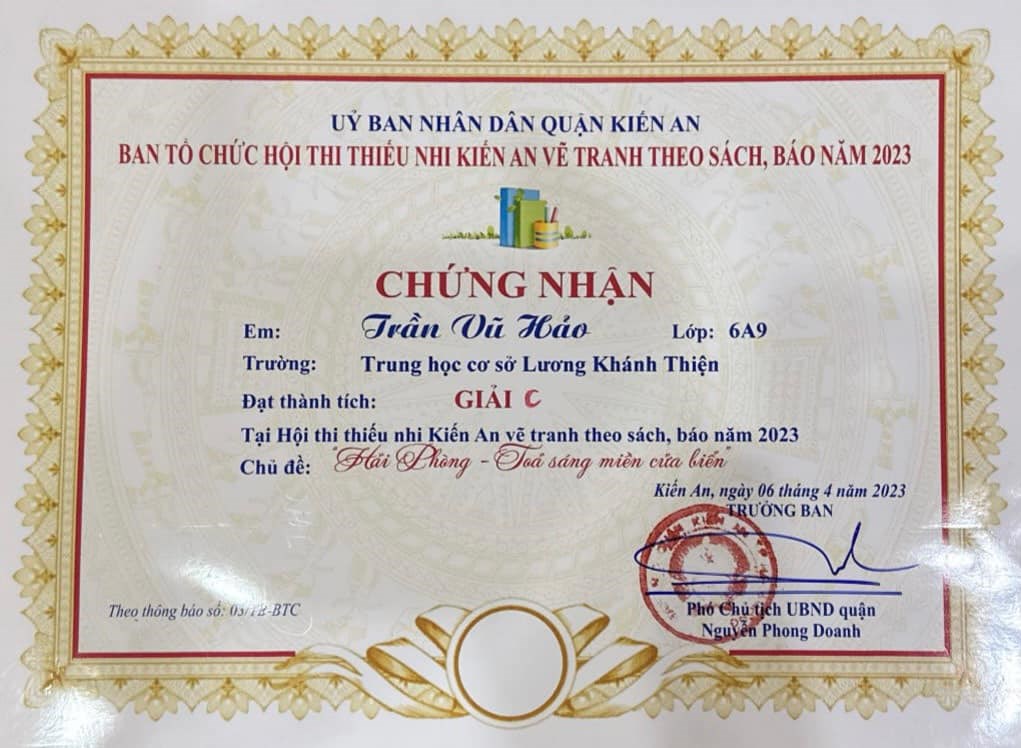 UỶ BAN NHÂN DÂN QUẬN KIẾN AN
BAN TỔ CHỨC HỘI THI THIẾU NHI KIẾN AN VẼ TRANH THEO SÁCH, BÁO NĂM 2023
CHỨNG NHẬN
Em: Trần Vũ Hảo Lớp: 6A9
Trường: Trung học cơ sở Lương Khánh Thiện
Đạt thành tích: GIẢI C
Tại Hội thi thiếu nhi Kiến An vẽ tranh theo sách, báo năm 2023
Chủ đề: "Hải Phòng - Toả sáng miền cửa biển"
Kiến An, ngày 06 tháng 4 năm 2023
TRƯỞNG BAN
Theo thông báo số: 03/TB-BTC
Phó Chủ tịch UBND quận
Nguyễn Phong Doanh